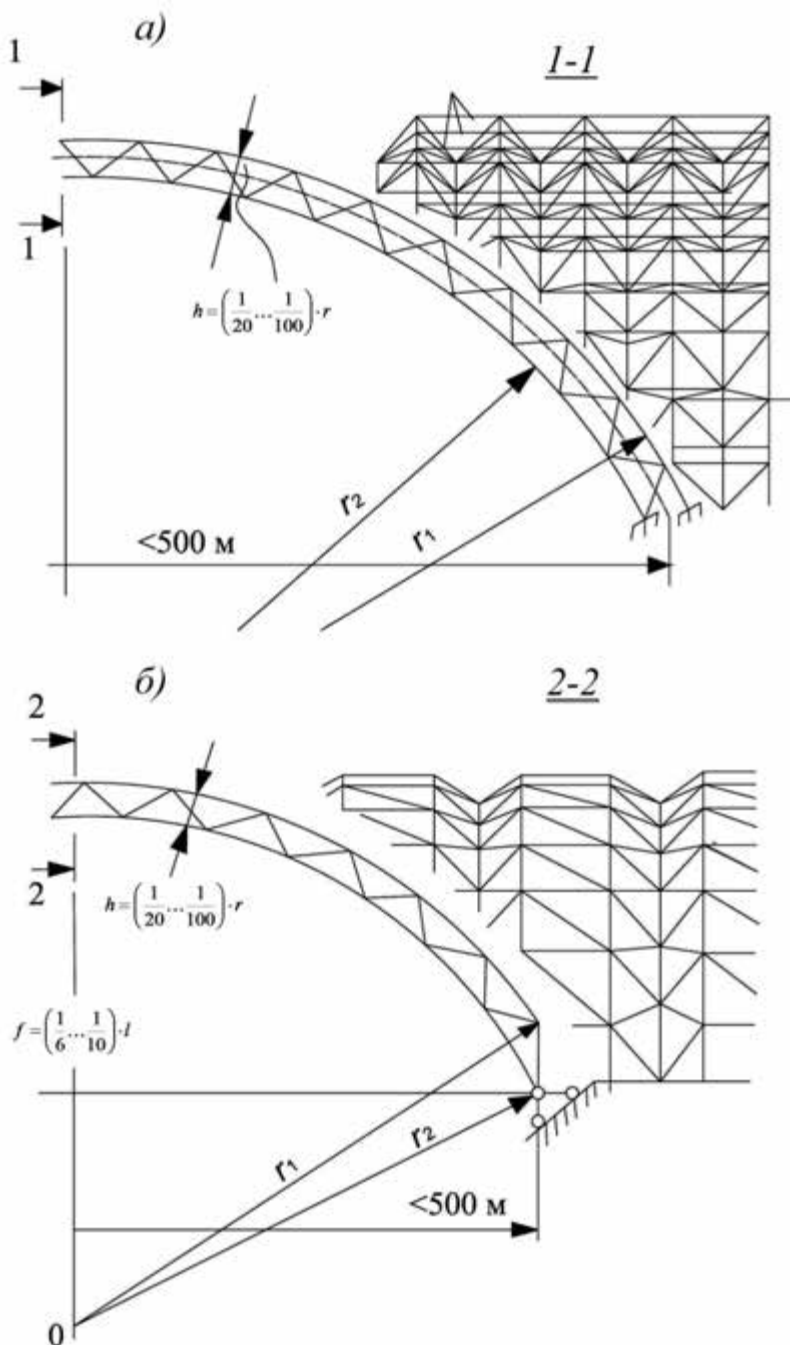 а)
1
1-1
1
h=(1/20...1/100)·r
r2
r1
<500 м
б)
2
2-2
2
h=(1/20...1/100)·r
f=(1/6...1/10)·l
r1
r2
<500 м
0